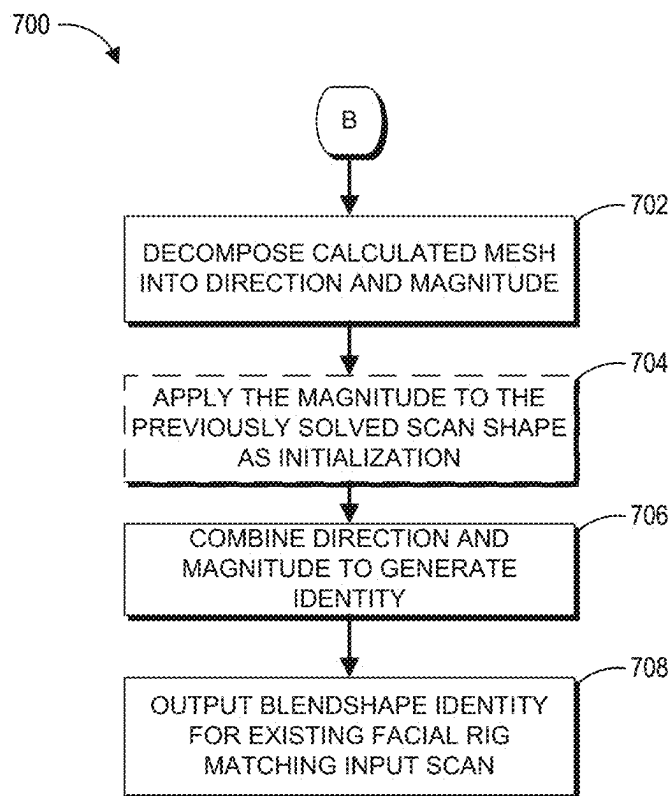 700
B
702
DECOMPOSE CALCULATED MESH
INTO DIRECTION AND MAGNITUDE
704
APPLY THE MAGNITUDE TO THE
PREVIOUSLY SOLVED SCAN SHAPE
AS INITIALIZATION
706
COMBINE DIRECTION AND
MAGNITUDE TO GENERATE
IDENTITY
708
OUTPUT BLENDSHAPE IDENTITY
FOR EXISTING FACIAL RIG
MATCHING INPUT SCAN